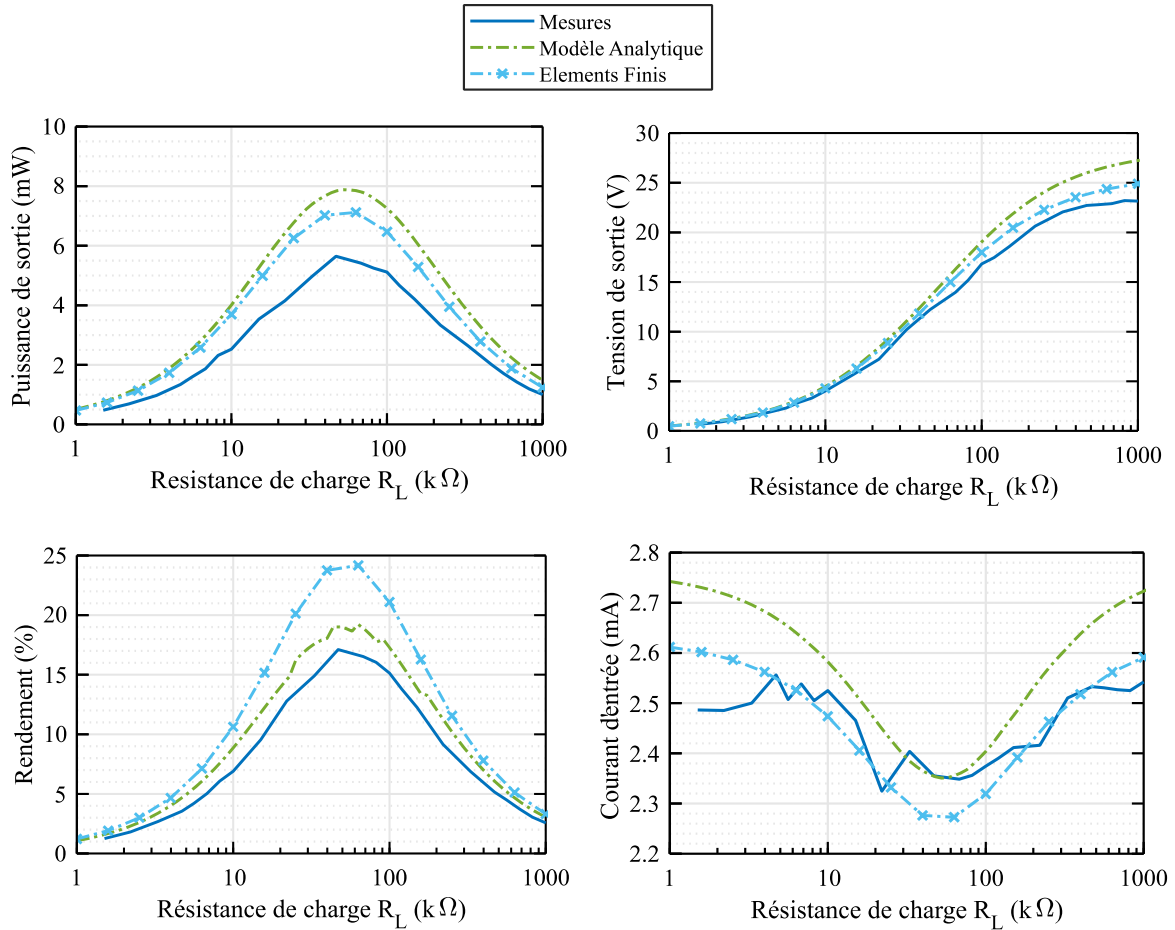 Mesures
Modèle Analytique
Elements Finis
Puissance de sortie (mW)
10
8
6
4
2
0
1 10 100 1000
Resistance de charge R_L (kΩ)
Tension de sortie (V)
30
25
20
15
10
5
0
1 10 100 1000
Résistance de charge R_L (kΩ)
Rendement (%)
25
20
15
10
5
0
1 10 100 1000
Résistance de charge R_L (kΩ)
Courant d'entrée (mA)
2.8
2.7
2.6
2.5
2.4
2.3
2.2
1 10 100 1000
Résistance de charge R_L (kΩ)